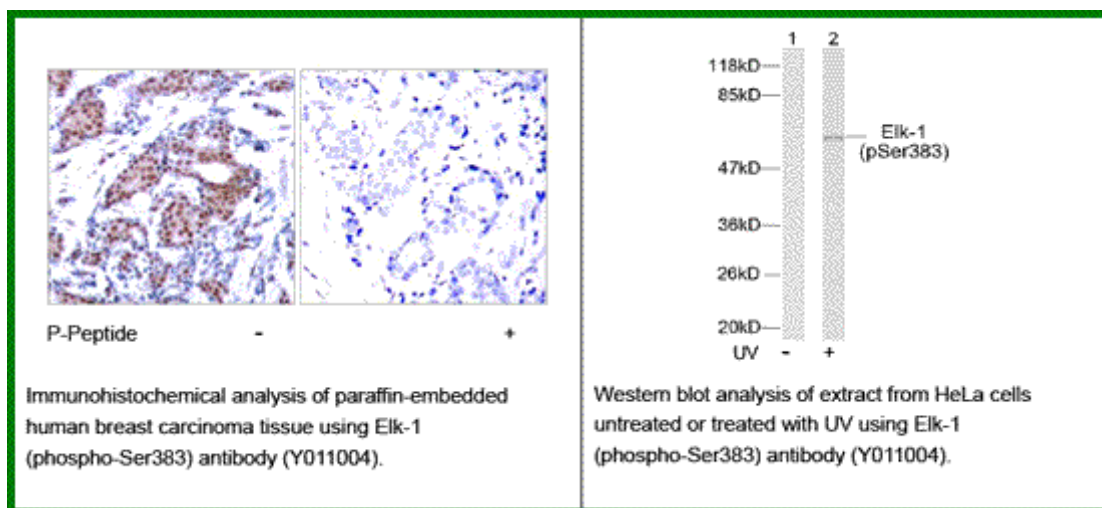 P-Peptide - +
Immunohistochemical analysis of paraffin-embedded
human breast carcinoma tissue using Elk-1
(phospho-Ser383) antibody (Y011004).
1 2
118kD
85kD
Elk-1
(pSer383)
47kD
36kD
26kD
20kD
UV - +
Western blot analysis of extract from HeLa cells
untreated or treated with UV using Elk-1
(phospho-Ser383) antibody (Y011004).